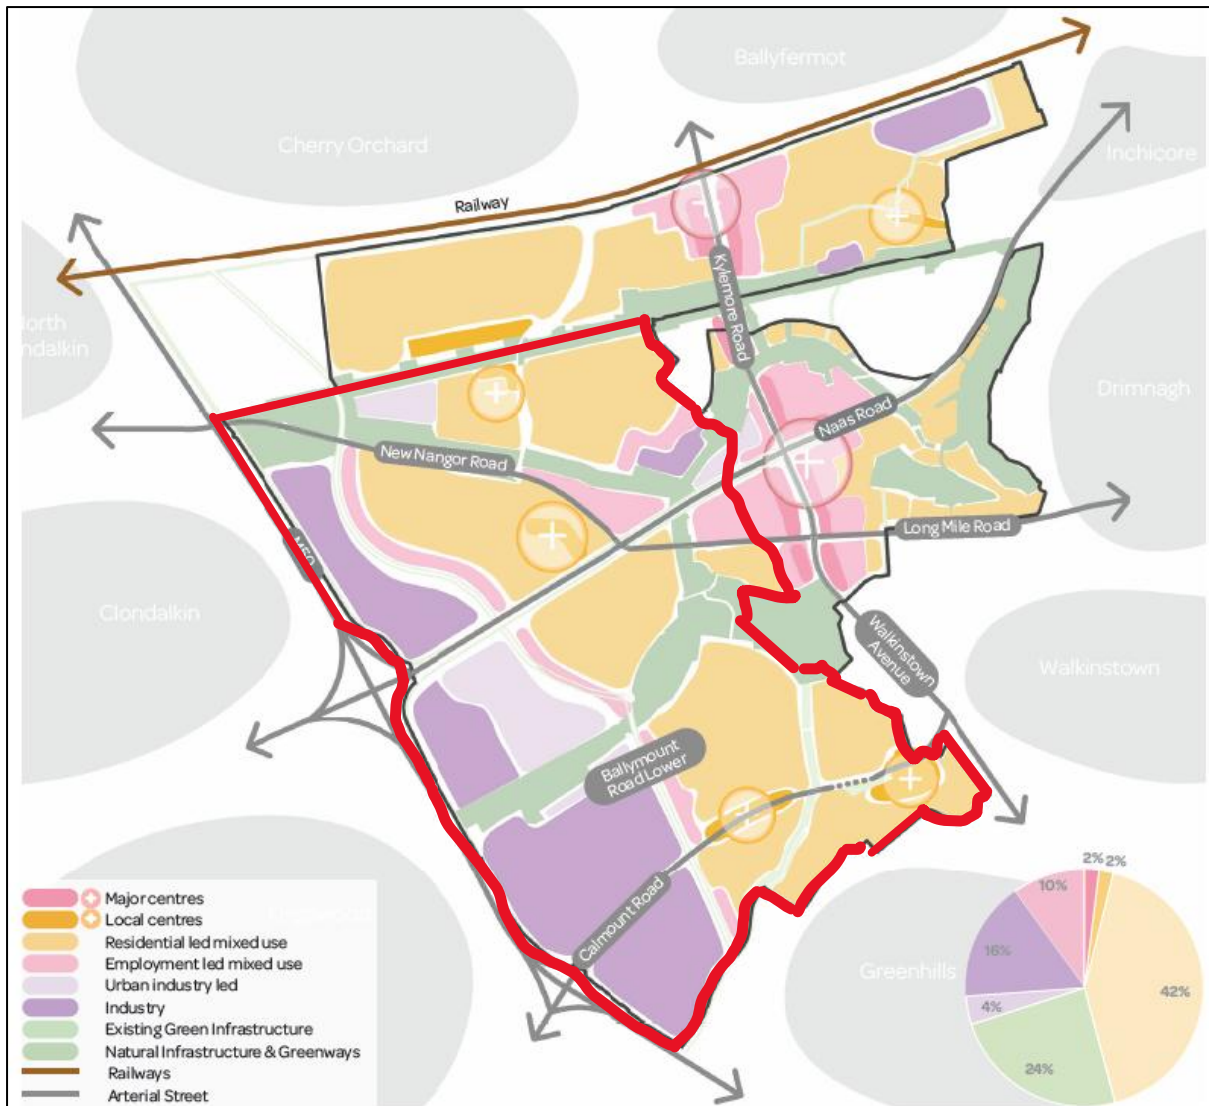 Ballyfermot
Cherry Orchard
Inchicore
Railway
Kylemore Road
North
Clondalkin
Drimnagh
Naas Road
New Nangor Road
Long Mile Road
M50
Clondalkin
Walkinstown
Avenue
Walkinstown
Ballymount
Road Lower
Calmount Road
Greenhills
Major centres
Local centres
Residential led mixed use
Employment led mixed use
Urban industry led
Industry
Existing Green Infrastructure
Natural Infrastructure & Greenways
Railways
Arterial Street
2%
2%
10%
16%
42%
4%
24%